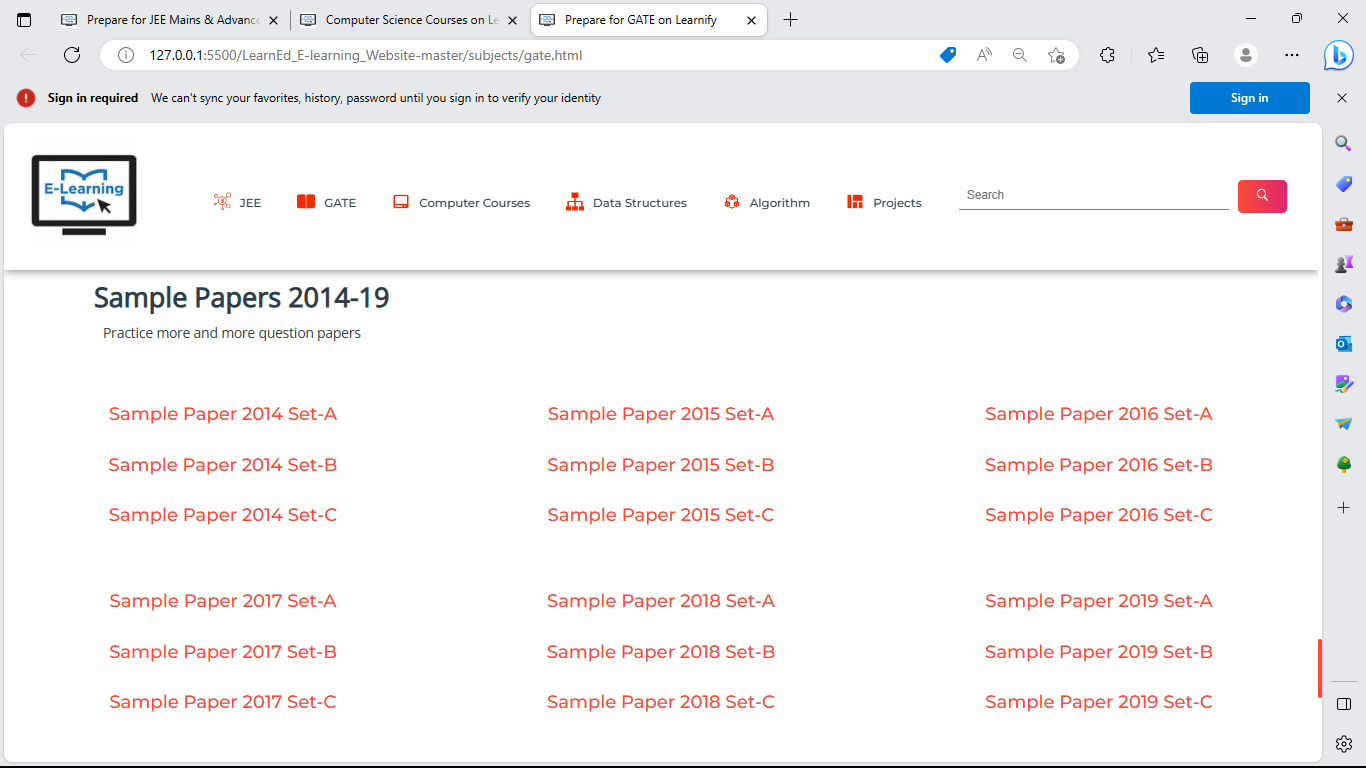 Prepare for JEE Mains & Advance
Computer Science Courses on Le
Prepare for GATE on Learnify
127.0.0.1:5500/LearnEd_E-learning_Website-master/subjects/gate.html
Sign in required We can't sync your favorites, history, password until you sign in to verify your identity
Sign in
E-Learning
JEE
GATE
Computer Courses
Data Structures
Algorithm
Projects
Search
Sample Papers 2014-19
Practice more and more question papers
Sample Paper 2014 Set-A
Sample Paper 2015 Set-A
Sample Paper 2016 Set-A
Sample Paper 2014 Set-B
Sample Paper 2015 Set-B
Sample Paper 2016 Set-B
Sample Paper 2014 Set-C
Sample Paper 2015 Set-C
Sample Paper 2016 Set-C
Sample Paper 2017 Set-A
Sample Paper 2018 Set-A
Sample Paper 2019 Set-A
Sample Paper 2017 Set-B
Sample Paper 2018 Set-B
Sample Paper 2019 Set-B
Sample Paper 2017 Set-C
Sample Paper 2018 Set-C
Sample Paper 2019 Set-C